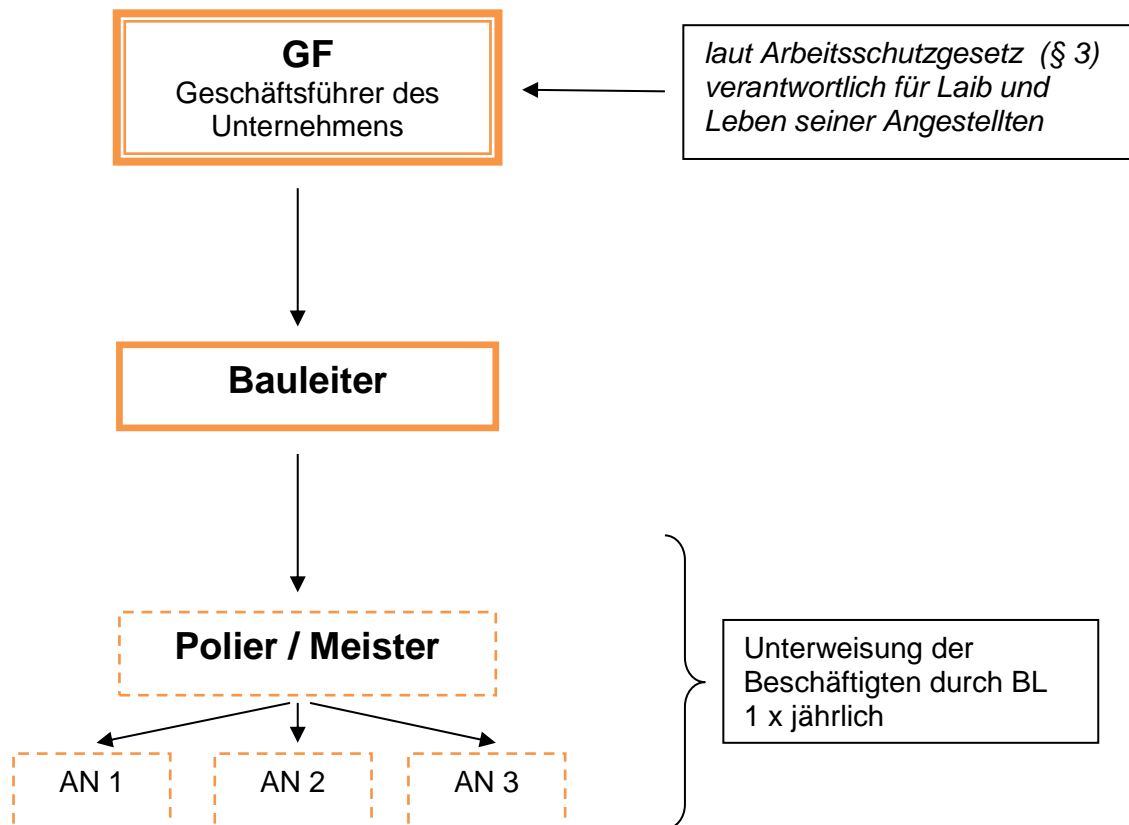 GF
Geschäftsführer des
Unternehmens
laut Arbeitsschutzgesetz (§ 3)
verantwortlich für Laib und
Leben seiner Angestellten
Bauleiter
Polier / Meister
Unterweisung der
Beschäftigten durch BL
1 x jährlich
AN 1
AN 2
AN 3